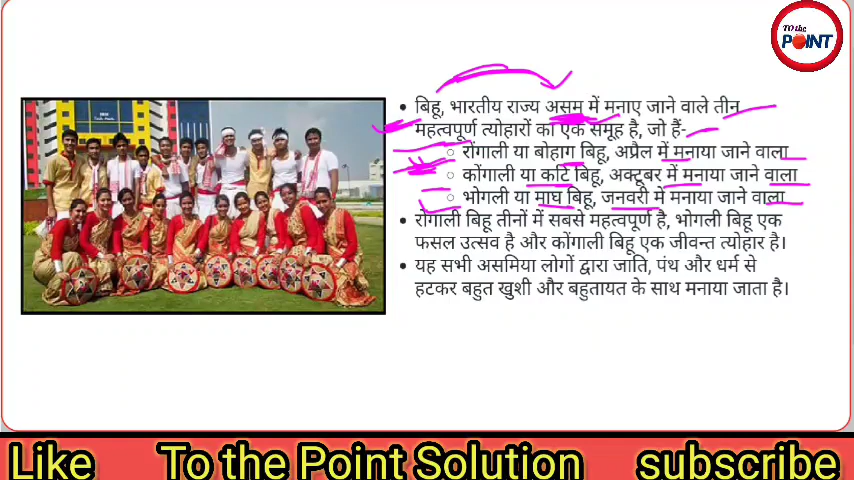 TO the
POINT
बिहू, भारतीय राज्य असम में मनाए जाने वाले तीन
महत्वपूर्ण त्योहारों का एक समूह है, जो हैं-
रोंगाली या बोहाग बिहू, अप्रैल में मनाया जाने वाला
कोंगाली या कटि बिहू, अक्टूबर में मनाया जाने वाला
भोगली या माघ बिहू, जनवरी में मनाया जाने वाला
रोंगाली बिहू तीनों में सबसे महत्वपूर्ण है, भोगली बिहू एक
फसल उत्सव है और कोंगाली बिहू एक जीवन्त त्योहार है।
यह सभी असमिया लोगों द्वारा जाति, पंथ और धर्म से
हटकर बहुत खुशी और बहुतायत के साथ मनाया जाता है।
Like To the Point Solution subscribe